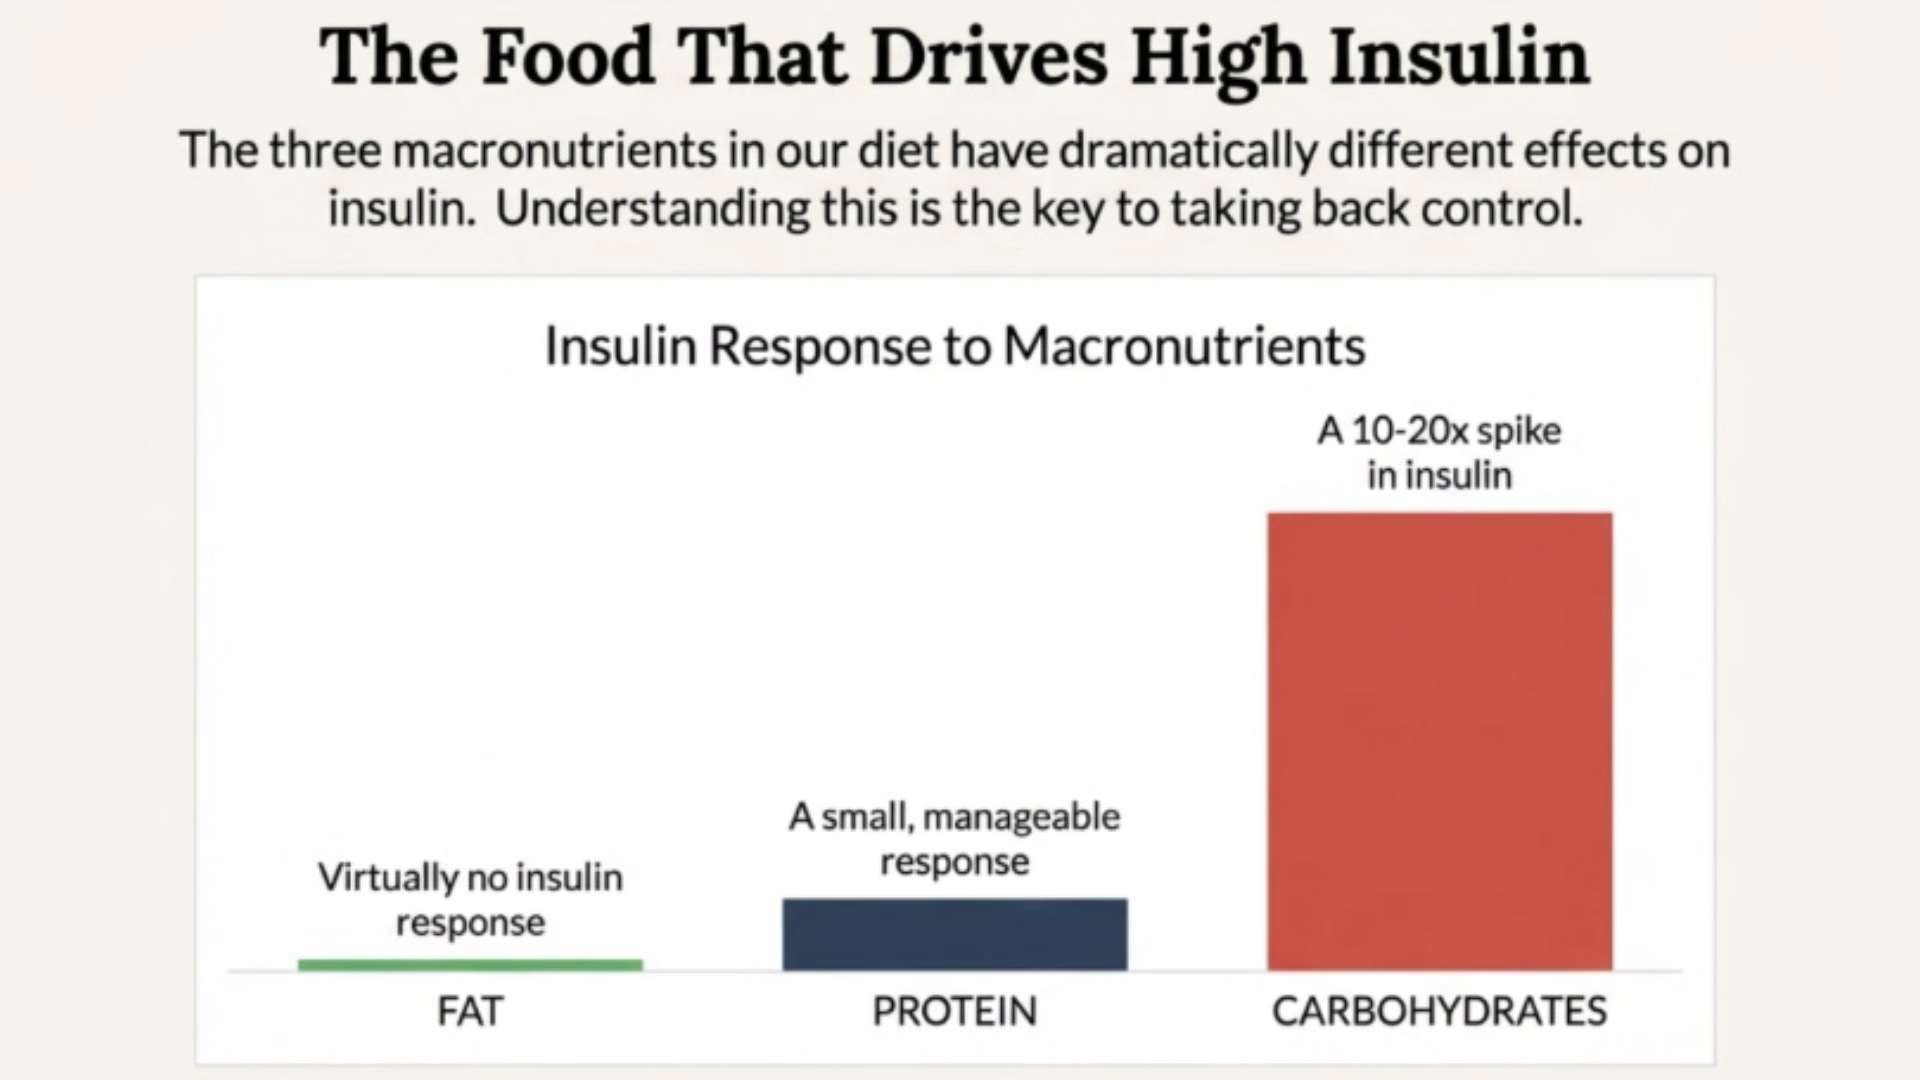 The Food That Drives High Insulin
The three macronutrients in our diet have dramatically different effects on
insulin. Understanding this is the key to taking back control.
Insulin Response to Macronutrients
A 10-20x spike
in insulin
A small, manageable
response
Virtually no insulin
response
FAT
PROTEIN
CARBOHYDRATES